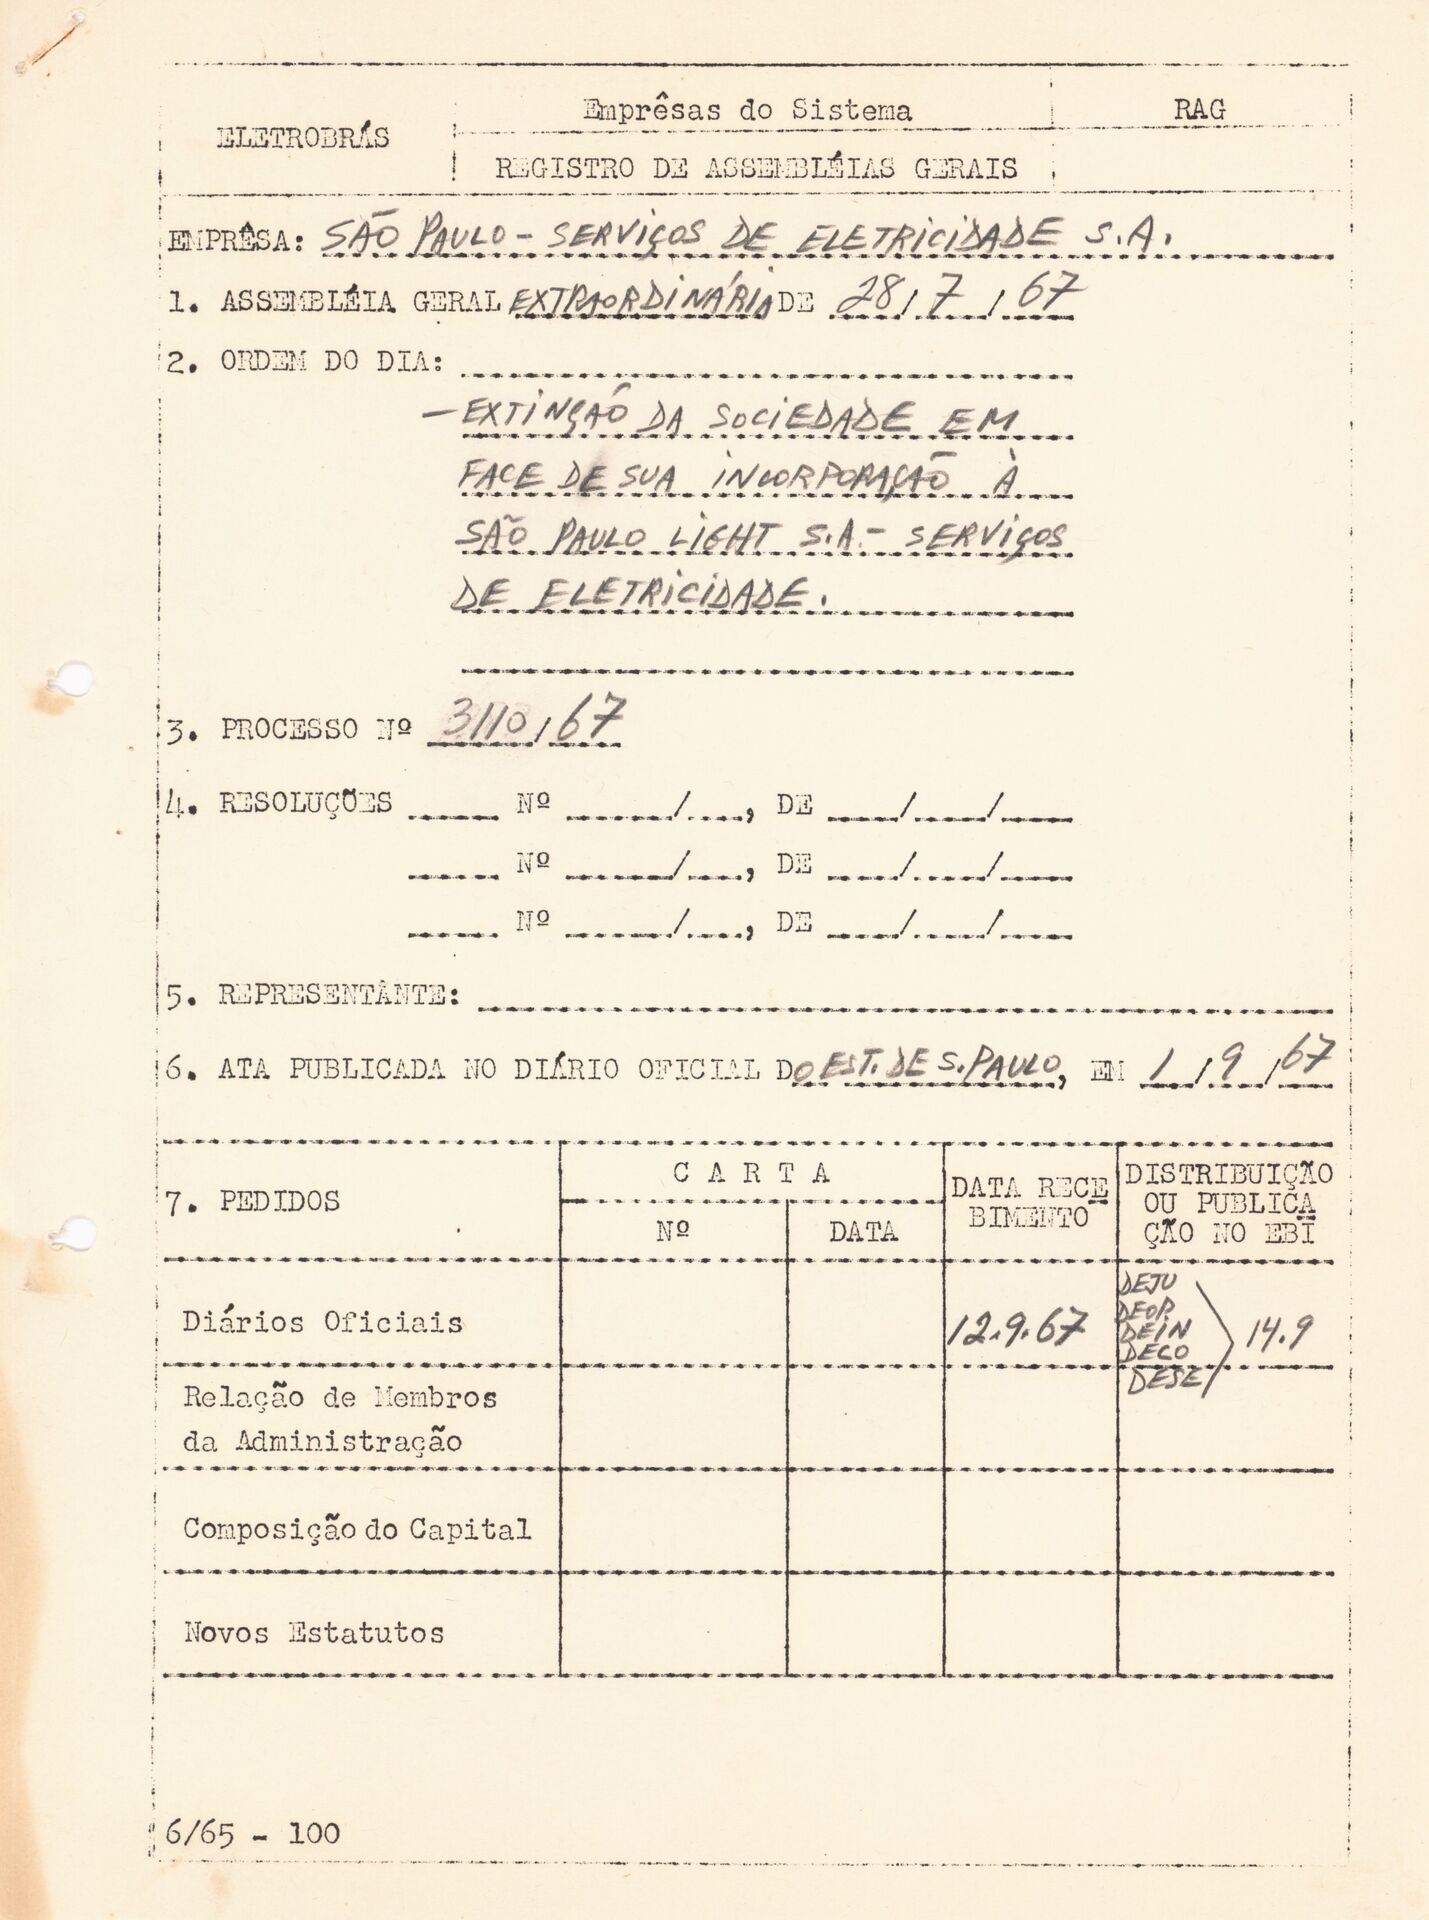 ELETROBRÁS
Emprêsas do Sistema
RAG
REGISTRO DE ASSEMBLÉIAS GERAIS
EMPRÊSA: SÃO PAULO - SERVIÇOS DE ELETRICIDADE S.A.
1. ASSEMBLÉIA GERAL EXTRAORDINÁRIA DE 28/7/67
2. ORDEM DO DIA:
- EXTINÇÃO DA SOCIEDADE EM
FACE DE SUA INCORPORAÇÃO À
SÃO PAULO LIGHT S.A. - SERVIÇOS
DE ELETRICIDADE.
3. PROCESSO Nº 3110/67
4. RESOLUÇÕES ..... Nº ....../...., DE ..../..../....
..... Nº ....../...., DE ..../..../....
..... Nº ....../...., DE ..../..../....
5. REPRESENTANTE:
6. ATA PUBLICADA NO DIÁRIO OFICIAL DO EST. DE S. PAULO, EM 1/9/67
7. PEDIDOS
C A R T A
Nº
DATA
DATA RECE
BIMENTO
DISTRIBUIÇÃO
OU PUBLICA
ÇÃO NO EBI
Diários Oficiais
12.9.67
DEJU
DEOR
DEIN
DECO
DESE
14.9
Relação de Membros
da Administração
Composição do Capital
Novos Estatutos
6/65 - 100